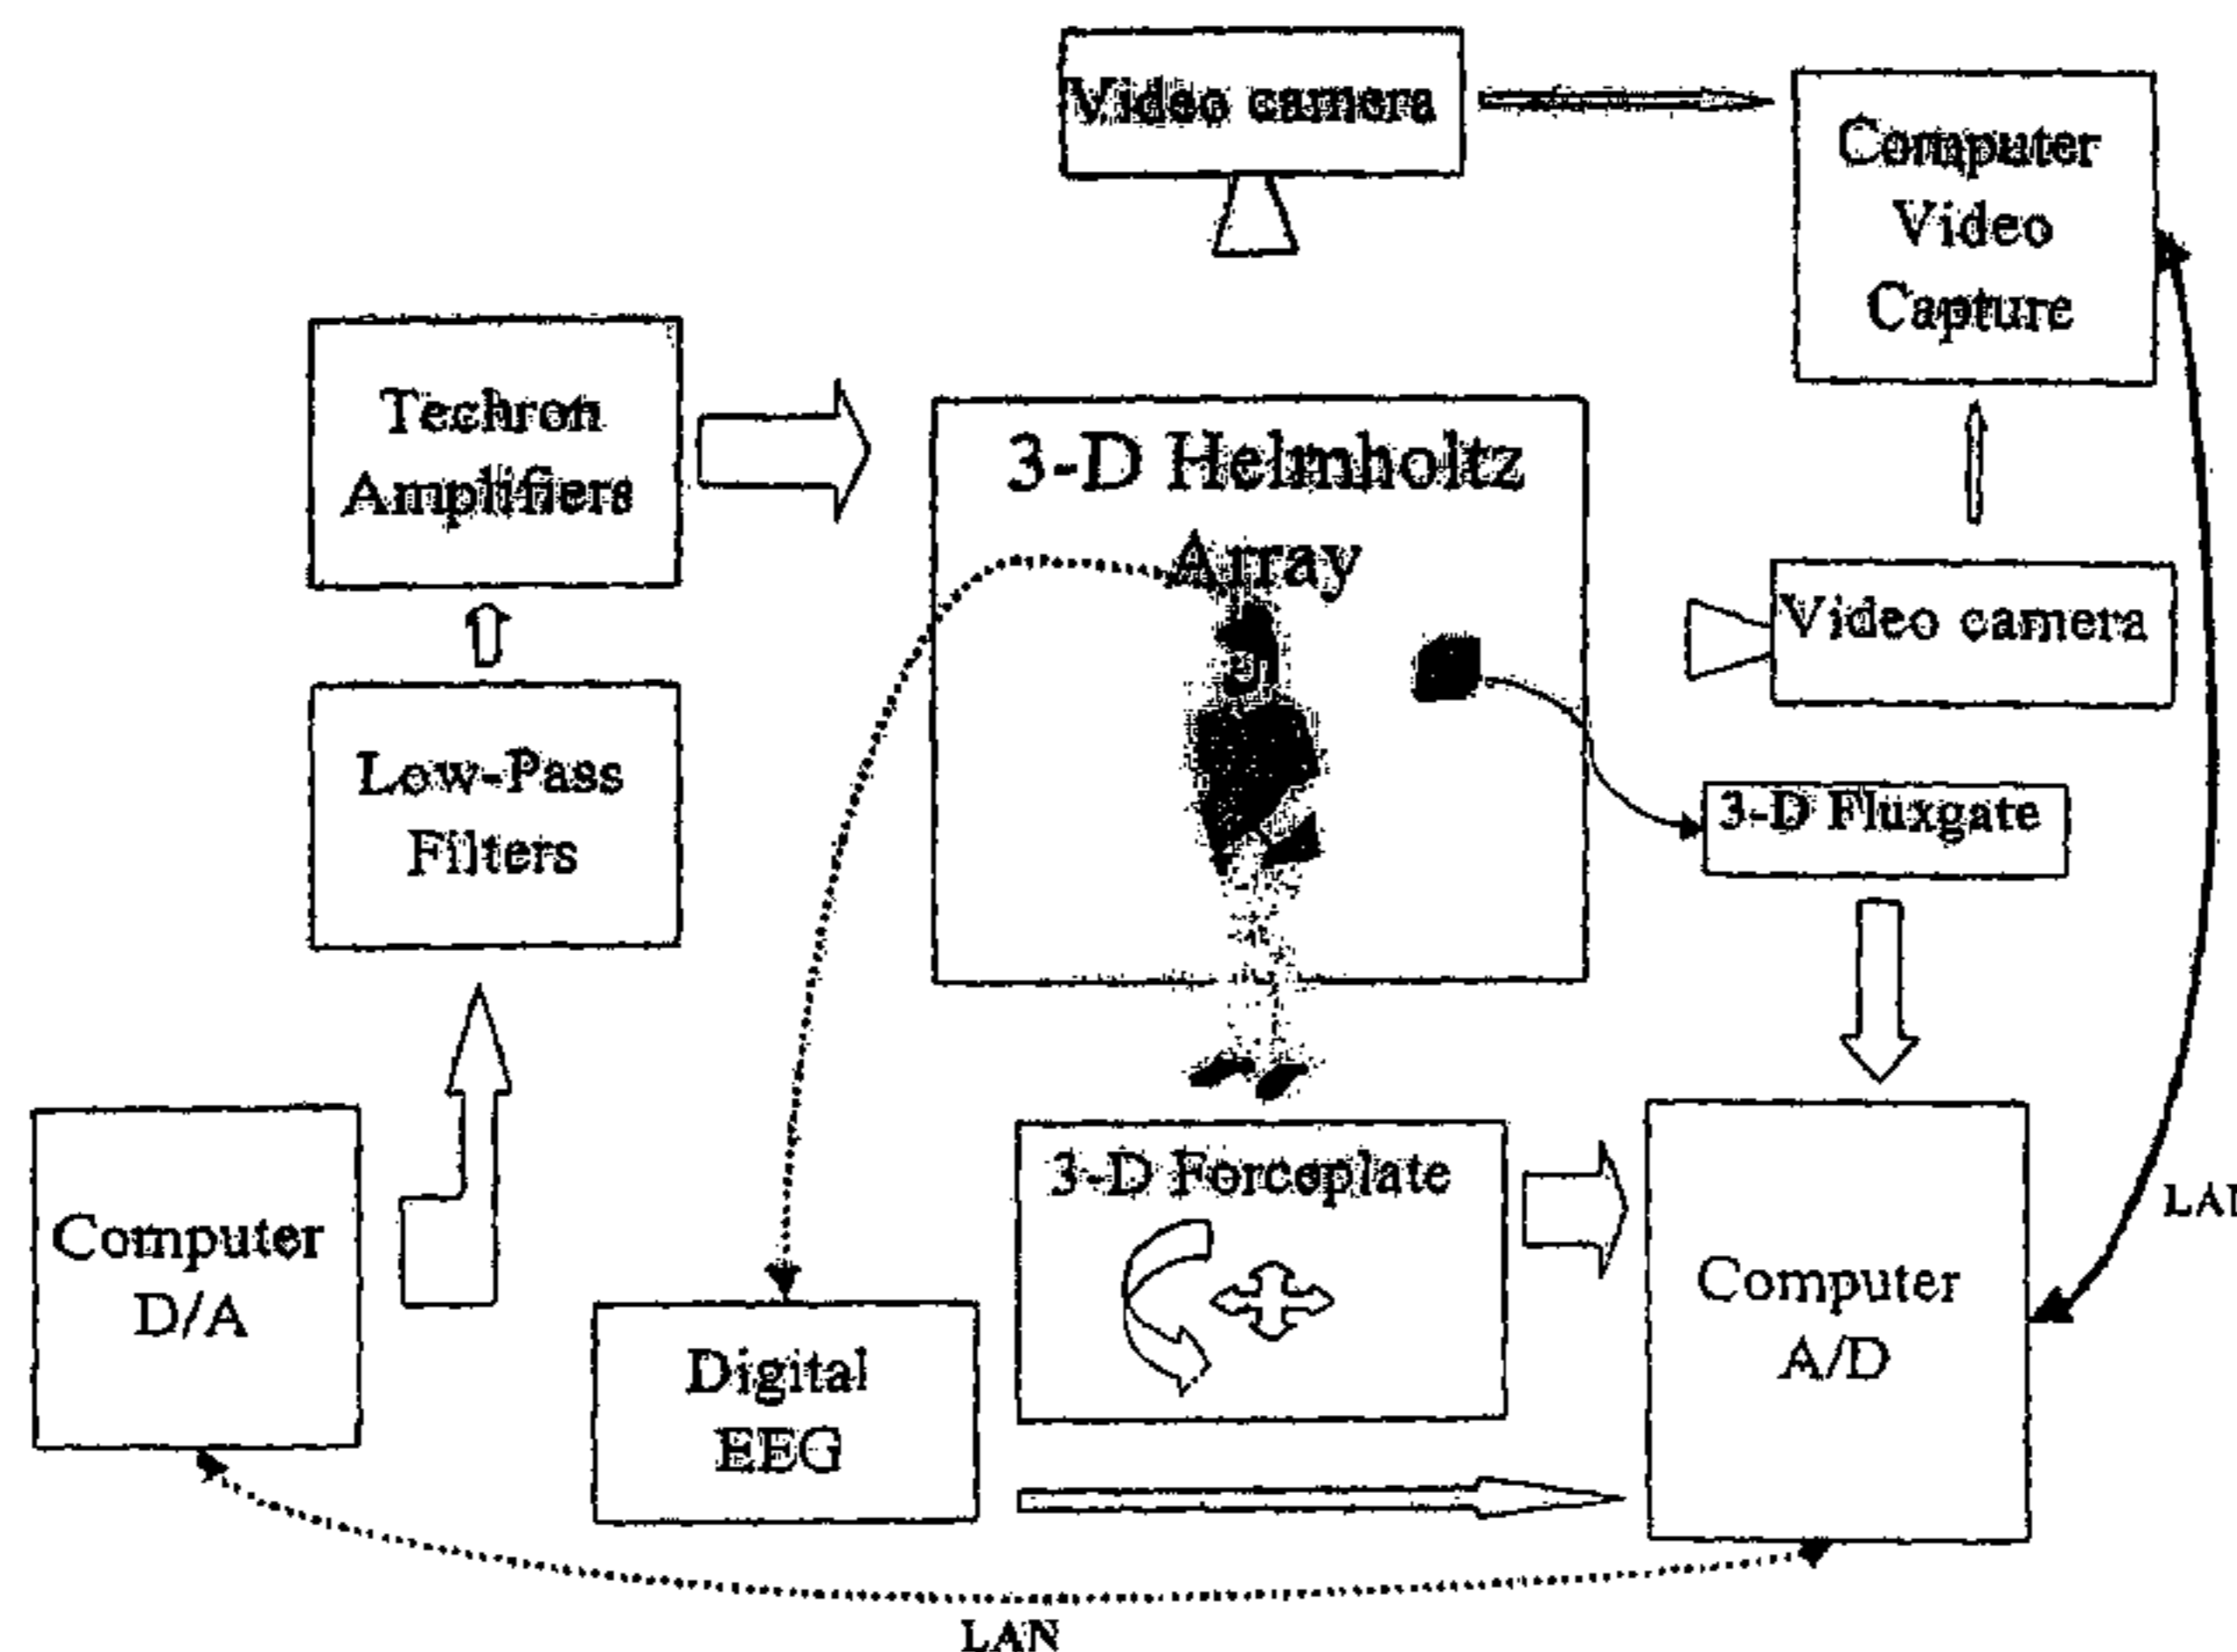 Video camera
Computer
Video
Capture
Techron
Amplifiers
3-D Helmholtz
Array
Video camera
Low-Pass
Filters
3-D Fluxgate
3-D Forceplate
LAN
Computer
D/A
Computer
A/D
Digital
EEG
LAN